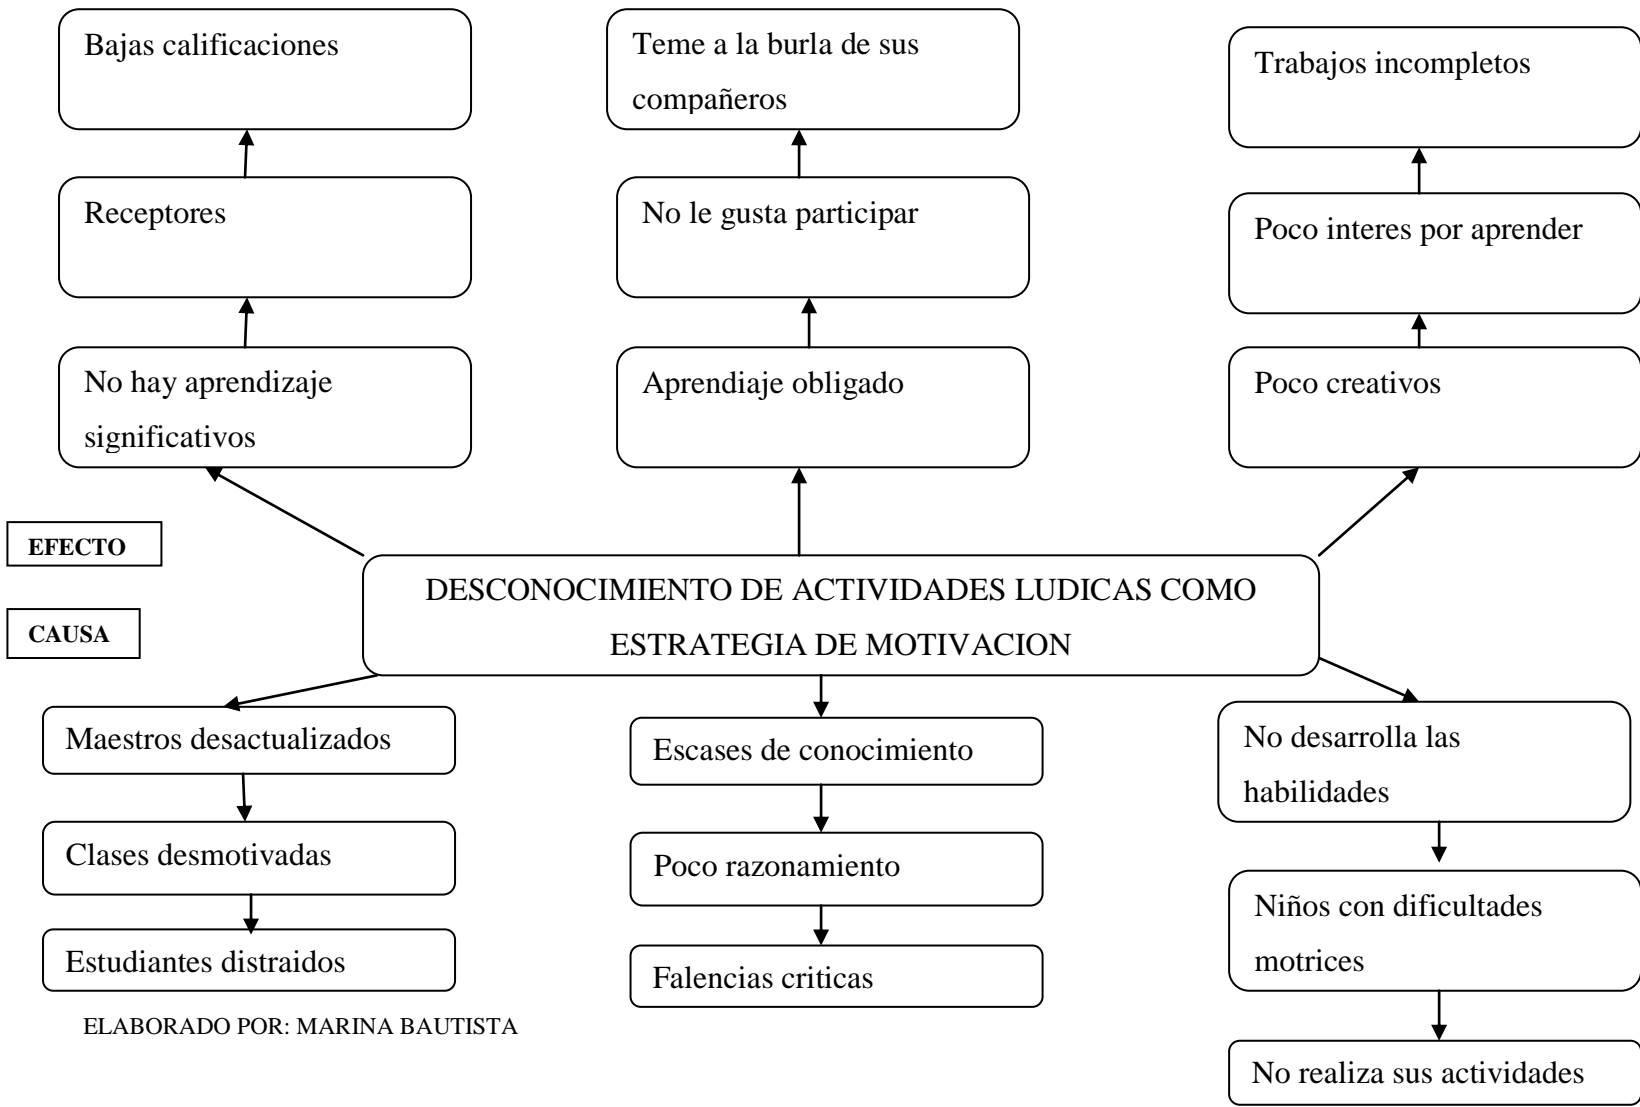 Bajas calificaciones
Teme a la burla de sus
compañeros
Trabajos incompletos
Receptores
No le gusta participar
Poco interes por aprender
No hay aprendizaje
significativos
Aprendiaje obligado
Poco creativos
EFECTO
DESCONOCIMIENTO DE ACTIVIDADES LUDICAS COMO
ESTRATEGIA DE MOTIVACION
CAUSA
Maestros desactualizados
Escases de conocimiento
No desarrolla las
habilidades
Clases desmotivadas
Poco razonamiento
Niños con dificultades
motrices
Estudiantes distraidos
Falencias criticas
No realiza sus actividades
ELABORADO POR: MARINA BAUTISTA